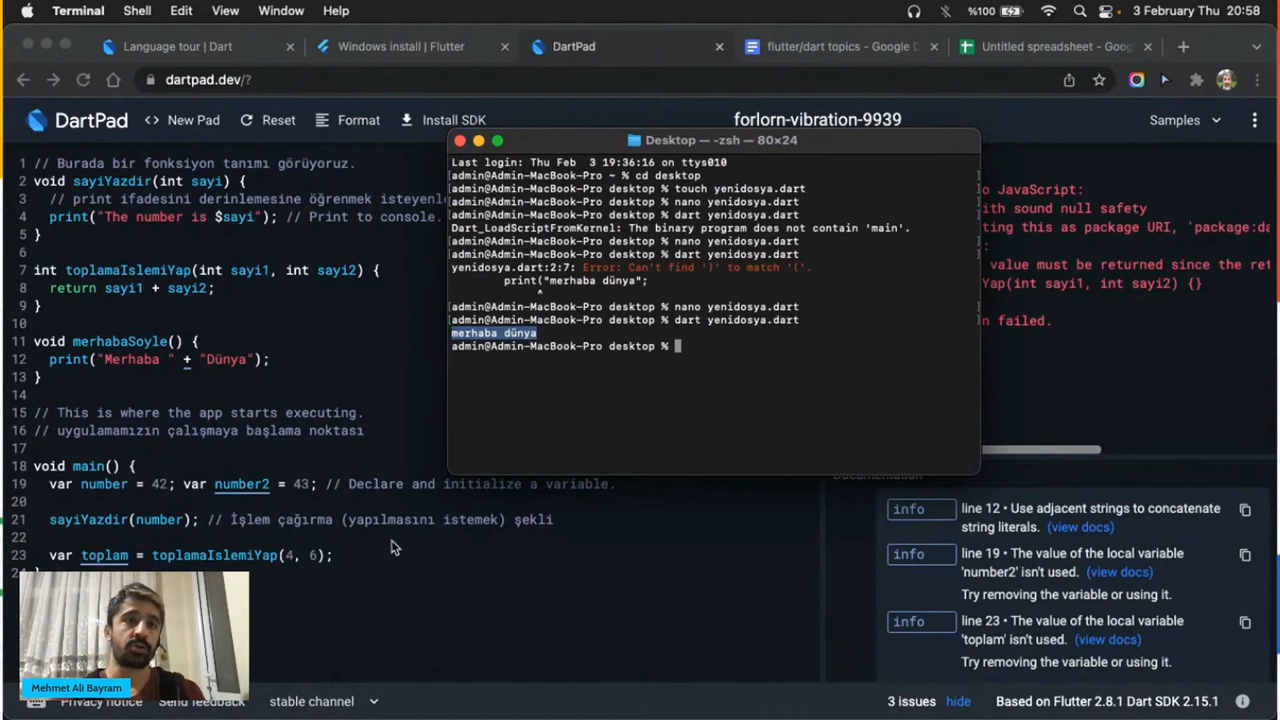 Terminal Shell Edit View Window Help %100 3 February Thu 20:58
Language tour | Dart
Windows install | Flutter
DartPad
flutter/dart topics - Google D
Untitled spreadsheet - Google
dartpad.dev/?
DartPad <> New Pad Reset Format Install SDK forlorn-vibration-9939 Samples
1 // Burada bir fonksiyon tanımı görüyoruz.
2 void sayiYazdir(int sayi) {
3 // print ifadesini derinlemesine öğrenmek isteyenle
4 print("The number is $sayi"); // Print to console.
5 }
6
7 int toplamaIslemiYap(int sayi1, int sayi2) {
8 return sayi1 + sayi2;
9 }
10
11 void merhabaSoyle() {
12 print("Merhaba " + "Dünya");
13 }
14
15 // This is where the app starts executing.
16 // uygulamamızın çalışmaya başlama noktası
17
18 void main() {
19 var number = 42; var number2 = 43; // Declare and initialize a variable.
20
21 sayiYazdir(number); // İşlem çağırma (yapılmasını istemek) şekli
22
23 var toplam = toplamaIslemiYap(4, 6);
Desktop — -zsh — 80×24
Last login: Thu Feb 3 19:36:16 on ttys010
[admin@Admin-MacBook-Pro ~ % cd desktop ]
[admin@Admin-MacBook-Pro desktop % touch yenidosya.dart ]
[admin@Admin-MacBook-Pro desktop % nano yenidosya.dart ]
[admin@Admin-MacBook-Pro desktop % dart yenidosya.dart ]
Dart_LoadScriptFromKernel: The binary program does not contain 'main'.
[admin@Admin-MacBook-Pro desktop % nano yenidosya.dart ]
[admin@Admin-MacBook-Pro desktop % dart yenidosya.dart ]
yenidosya.dart:2:7: Error: Can't find ')' to match '('.
print("merhaba dünya";
^
[admin@Admin-MacBook-Pro desktop % nano yenidosya.dart ]
[admin@Admin-MacBook-Pro desktop % dart yenidosya.dart ]
merhaba dünya
admin@Admin-MacBook-Pro desktop %
o JavaScript:
ith sound null safety
ting this as package URI, 'package:da
:
value must be returned since the ret
Yap(int sayi1, int sayi2) {}
n failed.
Documentation
info line 12 • Use adjacent strings to concatenate
string literals. (view docs)
info line 19 • The value of the local variable
'number2' isn't used. (view docs)
Try removing the variable or using it.
info line 23 • The value of the local variable
'toplam' isn't used. (view docs)
Try removing the variable or using it.
Mehmet Ali Bayram
Privacy notice Send feedback stable channel 3 issues hide Based on Flutter 2.8.1 Dart SDK 2.15.1